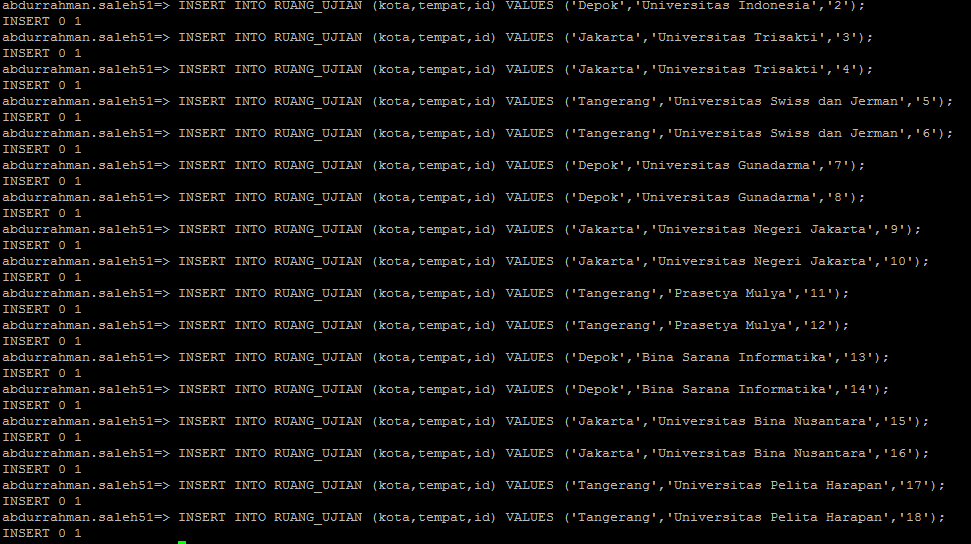 abdurrahman.saleh51=> INSERT INTO RUANG_UJIAN (kota,tempat,id) VALUES ('Depok','Universitas Indonesia','2');
INSERT 0 1
abdurrahman.saleh51=> INSERT INTO RUANG_UJIAN (kota,tempat,id) VALUES ('Jakarta','Universitas Trisakti','3');
INSERT 0 1
abdurrahman.saleh51=> INSERT INTO RUANG_UJIAN (kota,tempat,id) VALUES ('Jakarta','Universitas Trisakti','4');
INSERT 0 1
abdurrahman.saleh51=> INSERT INTO RUANG_UJIAN (kota,tempat,id) VALUES ('Tangerang','Universitas Swiss dan Jerman','5');
INSERT 0 1
abdurrahman.saleh51=> INSERT INTO RUANG_UJIAN (kota,tempat,id) VALUES ('Tangerang','Universitas Swiss dan Jerman','6');
INSERT 0 1
abdurrahman.saleh51=> INSERT INTO RUANG_UJIAN (kota,tempat,id) VALUES ('Depok','Universitas Gunadarma','7');
INSERT 0 1
abdurrahman.saleh51=> INSERT INTO RUANG_UJIAN (kota,tempat,id) VALUES ('Depok','Universitas Gunadarma','8');
INSERT 0 1
abdurrahman.saleh51=> INSERT INTO RUANG_UJIAN (kota,tempat,id) VALUES ('Jakarta','Universitas Negeri Jakarta','9');
INSERT 0 1
abdurrahman.saleh51=> INSERT INTO RUANG_UJIAN (kota,tempat,id) VALUES ('Jakarta','Universitas Negeri Jakarta','10');
INSERT 0 1
abdurrahman.saleh51=> INSERT INTO RUANG_UJIAN (kota,tempat,id) VALUES ('Tangerang','Prasetya Mulya','11');
INSERT 0 1
abdurrahman.saleh51=> INSERT INTO RUANG_UJIAN (kota,tempat,id) VALUES ('Tangerang','Prasetya Mulya','12');
INSERT 0 1
abdurrahman.saleh51=> INSERT INTO RUANG_UJIAN (kota,tempat,id) VALUES ('Depok','Bina Sarana Informatika','13');
INSERT 0 1
abdurrahman.saleh51=> INSERT INTO RUANG_UJIAN (kota,tempat,id) VALUES ('Depok','Bina Sarana Informatika','14');
INSERT 0 1
abdurrahman.saleh51=> INSERT INTO RUANG_UJIAN (kota,tempat,id) VALUES ('Jakarta','Universitas Bina Nusantara','15');
INSERT 0 1
abdurrahman.saleh51=> INSERT INTO RUANG_UJIAN (kota,tempat,id) VALUES ('Jakarta','Universitas Bina Nusantara','16');
INSERT 0 1
abdurrahman.saleh51=> INSERT INTO RUANG_UJIAN (kota,tempat,id) VALUES ('Tangerang','Universitas Pelita Harapan','17');
INSERT 0 1
abdurrahman.saleh51=> INSERT INTO RUANG_UJIAN (kota,tempat,id) VALUES ('Tangerang','Universitas Pelita Harapan','18');
INSERT 0 1